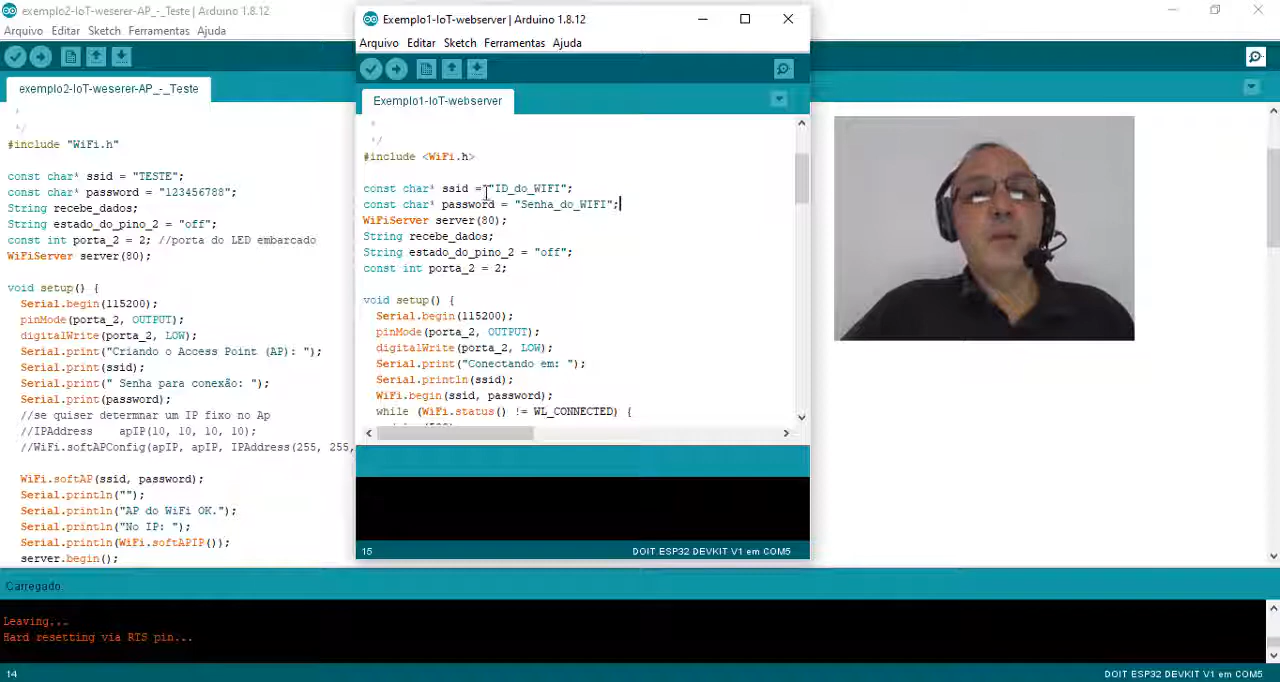 exemplo2-IoT-weserer-AP_-_Teste | Arduino 1.8.12
Arquivo Editar Sketch Ferramentas Ajuda
exemplo2-IoT-weserer-AP_-_Teste
*/
#include "WiFi.h"
const char* ssid = "TESTE";
const char* password = "123456788";
String recebe_dados;
String estado_do_pino_2 = "off";
const int porta_2 = 2; //porta do LED embarcado
WiFiServer server(80);
void setup() {
Serial.begin(115200);
pinMode(porta_2, OUTPUT);
digitalWrite(porta_2, LOW);
Serial.print("Criando o Access Point (AP): ");
Serial.print(ssid);
Serial.print(" Senha para conexão: ");
Serial.print(password);
//se quiser determnar um IP fixo no Ap
//IPAddress apIP(10, 10, 10, 10);
//WiFi.softAPConfig(apIP, apIP, IPAddress(255, 255,
WiFi.softAP(ssid, password);
Serial.println("");
Serial.println("AP do WiFi OK.");
Serial.println("No IP: ");
Serial.println(WiFi.softAPIP());
server.begin();
Carregado
Leaving...
Hard resetting via RTS pin...
14
DOIT ESP32 DEVKIT V1 em COM5
Exemplo1-IoT-webserver | Arduino 1.8.12
Arquivo Editar Sketch Ferramentas Ajuda
Exemplo1-IoT-webserver
*
*/
#include <WiFi.h>
const char* ssid = "ID_do_WIFI";
const char* password = "Senha_do_WIFI";
WiFiServer server(80);
String recebe_dados;
String estado_do_pino_2 = "off";
const int porta_2 = 2;
void setup() {
Serial.begin(115200);
pinMode(porta_2, OUTPUT);
digitalWrite(porta_2, LOW);
Serial.print("Conectando em: ");
Serial.println(ssid);
WiFi.begin(ssid, password);
while (WiFi.status() != WL_CONNECTED) {
15
DOIT ESP32 DEVKIT V1 em COM5